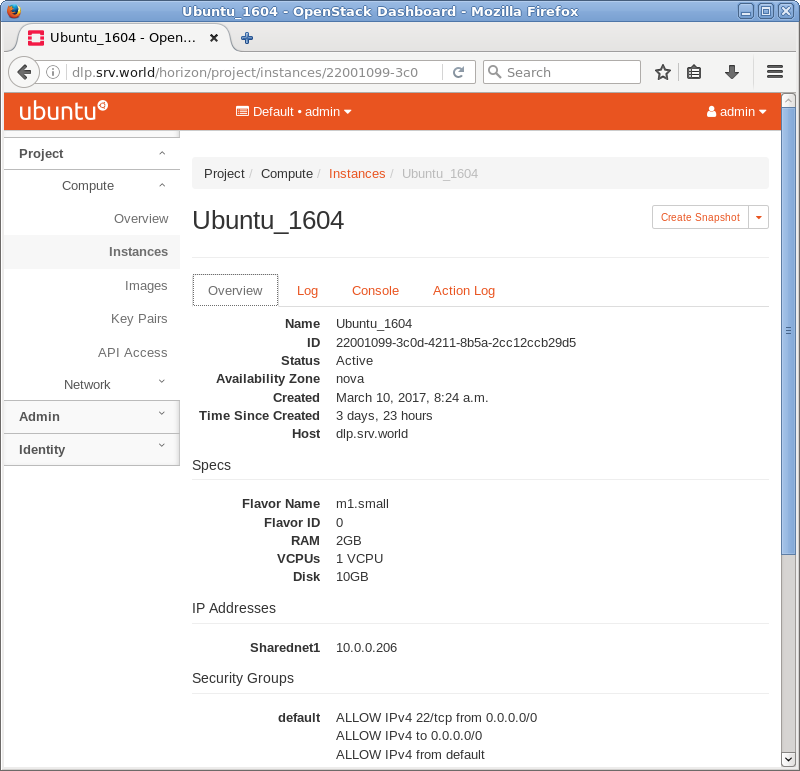 Ubuntu_1604 - OpenStack Dashboard - Mozilla Firefox
Ubuntu_1604 - Open...
dlp.srv.world/horizon/project/instances/22001099-3c0
Search
ubuntu
Default • admin
admin
Project
Compute
Overview
Instances
Images
Key Pairs
API Access
Network
Admin
Identity
Project / Compute / Instances / Ubuntu_1604
Ubuntu_1604
Create Snapshot
Overview Log Console Action Log
Name Ubuntu_1604
ID 22001099-3c0d-4211-8b5a-2cc12ccb29d5
Status Active
Availability Zone nova
Created March 10, 2017, 8:24 a.m.
Time Since Created 3 days, 23 hours
Host dlp.srv.world
Specs
Flavor Name m1.small
Flavor ID 0
RAM 2GB
VCPUs 1 VCPU
Disk 10GB
IP Addresses
Sharednet1 10.0.0.206
Security Groups
default ALLOW IPv4 22/tcp from 0.0.0.0/0
ALLOW IPv4 to 0.0.0.0/0
ALLOW IPv4 from default